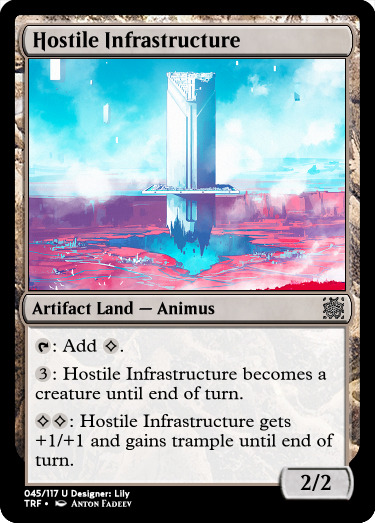 Hostile Infrastructure
Artifact Land — Animus
: Add .
3: Hostile Infrastructure becomes a
creature until end of turn.
: Hostile Infrastructure gets
+1/+1 and gains trample until end of
turn.
2/2
045/117 U Designer: Lily
TRF • Anton Fadeev